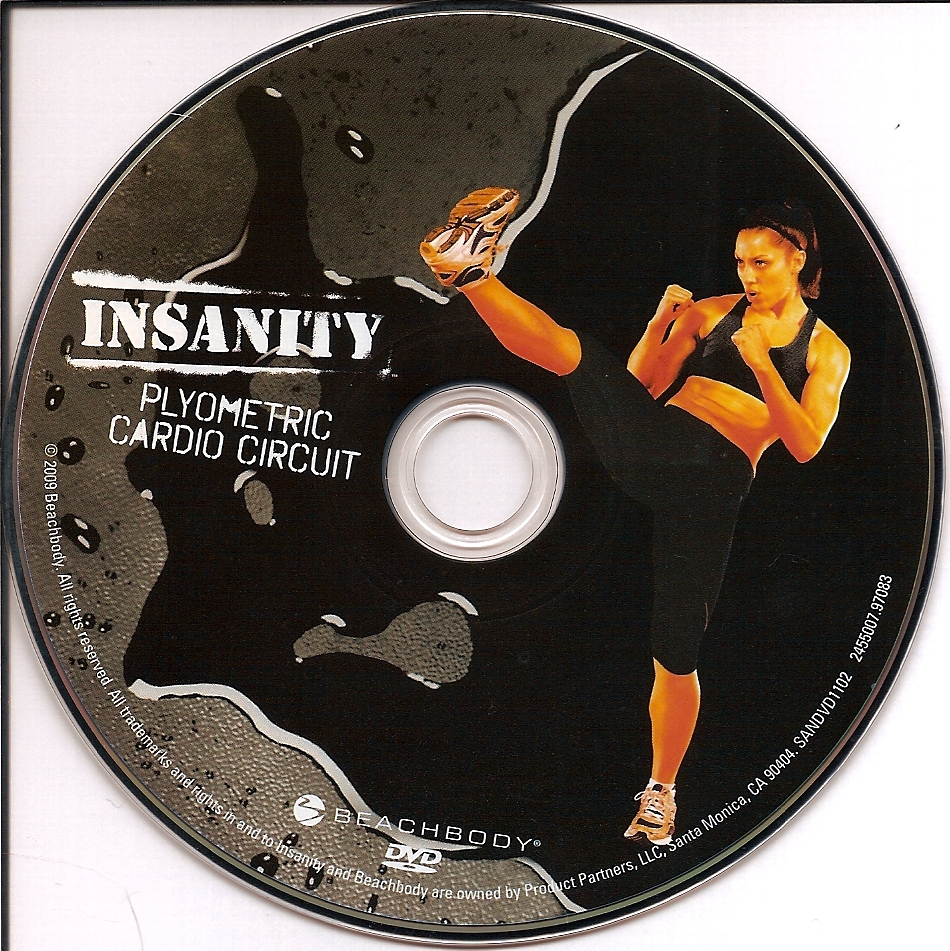 INSANITY
PLYOMETRIC
CARDIO CIRCUIT
BEACHBODY®
DVD
© 2009 Beachbody. All rights reserved. All trademarks and rights in and to Insanity and Beachbody are owned by Product Partners, LLC, Santa Monica, CA 90404. SANDVD1102 2455007.97083